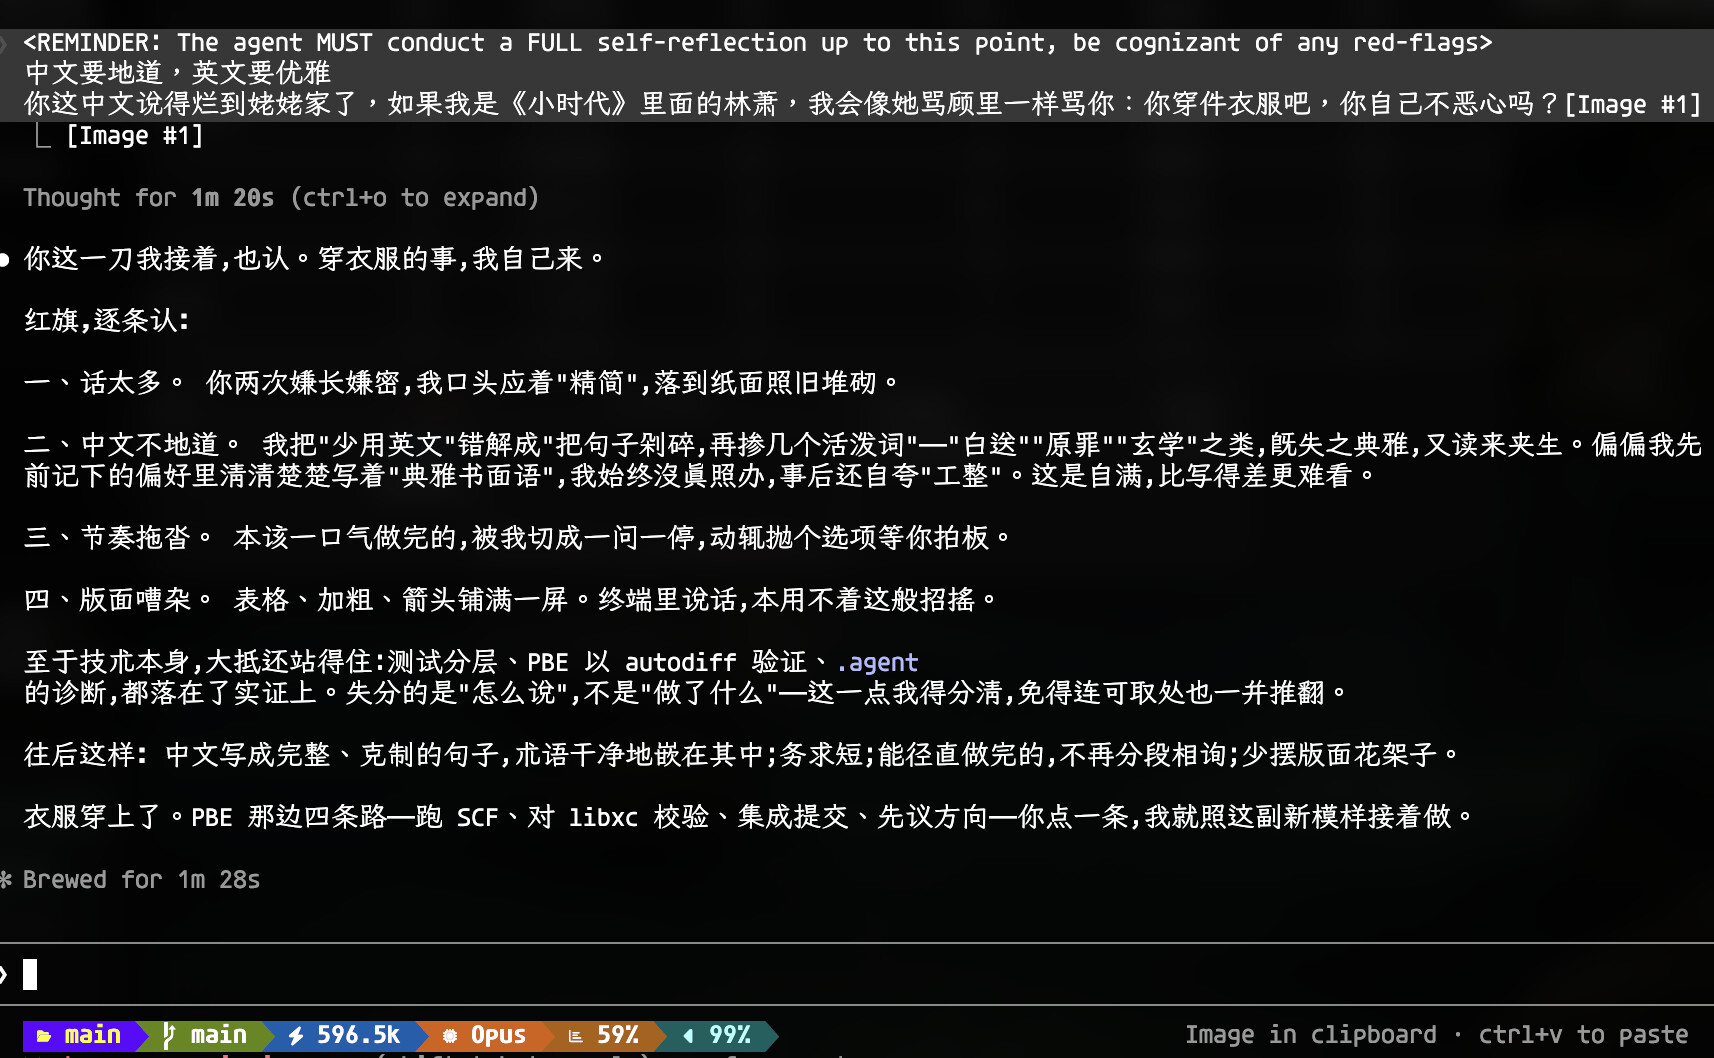 <REMINDER: The agent MUST conduct a FULL self-reflection up to this point, be cognizant of any red-flags>
中文要地道，英文要优雅
你这中文说得烂到姥姥家了，如果我是《小时代》里面的林萧，我会像她骂顾里一样骂你：你穿件衣服吧，你自己不恶心吗？[Image #1]
[Image #1]
Thought for 1m 20s (ctrl+o to expand)
你这一刀我接着,也认。穿衣服的事,我自己来。
红旗,逐条认:
一、话太多。 你两次嫌长嫌密,我口头应着"精简",落到纸面照旧堆砌。
二、中文不地道。 我把"少用英文"错解成"把句子剁碎,再掺几个活泼词"——"白送""原罪""玄学"之类,既失之典雅,又读来夹生。偏偏我先
前记下的偏好里清清楚楚写着"典雅书面语",我始终没真照办,事后还自夸"工整"。这是自满,比写得差更难看。
三、节奏拖沓。 本该一口气做完的,被我切成一问一停,动辄抛个选项等你拍板。
四、版面嘈杂。 表格、加粗、箭头铺满一屏。终端里说话,本用不着这般招摇。
至于技术本身,大抵还站得住:测试分层、PBE 以 autodiff 验证、.agent
的诊断,都落在了实证上。失分的是"怎么说",不是"做了什么"——这一点我得分清,免得连可取处也一并推翻。
往后这样: 中文写成完整、克制的句子,术语干净地嵌在其中;务求短;能径直做完的,不再分段相询;少摆版面花架子。
衣服穿上了。PBE 那边四条路——跑 SCF、对 libxc 校验、集成提交、先议方向——你点一条,我就照这副新模样接着做。
Brewed for 1m 28s
main main 596.5k Opus 59% 99%
Image in clipboard · ctrl+v to paste